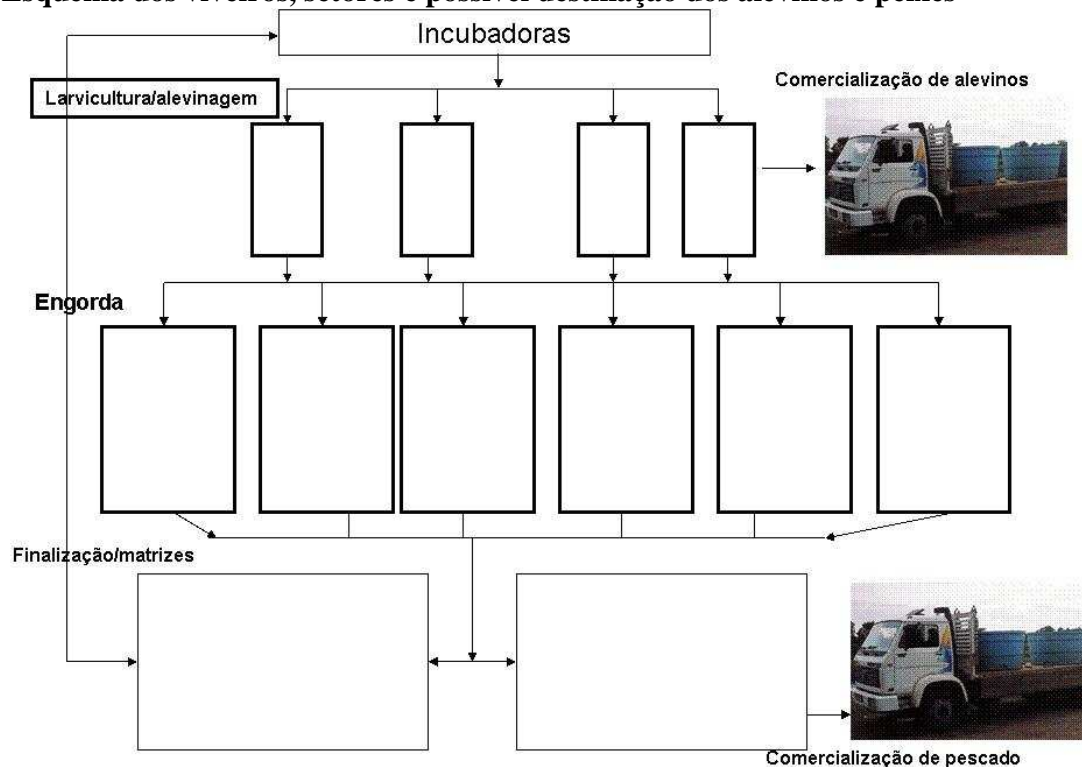 Esquema dos viveiros, setores e possível destinação dos alevinos e peixes
Incubadoras
Larvicultura/alevinagem
Comercialização de alevinos
Engorda
Finalização/matrizes
Comercialização de pescado